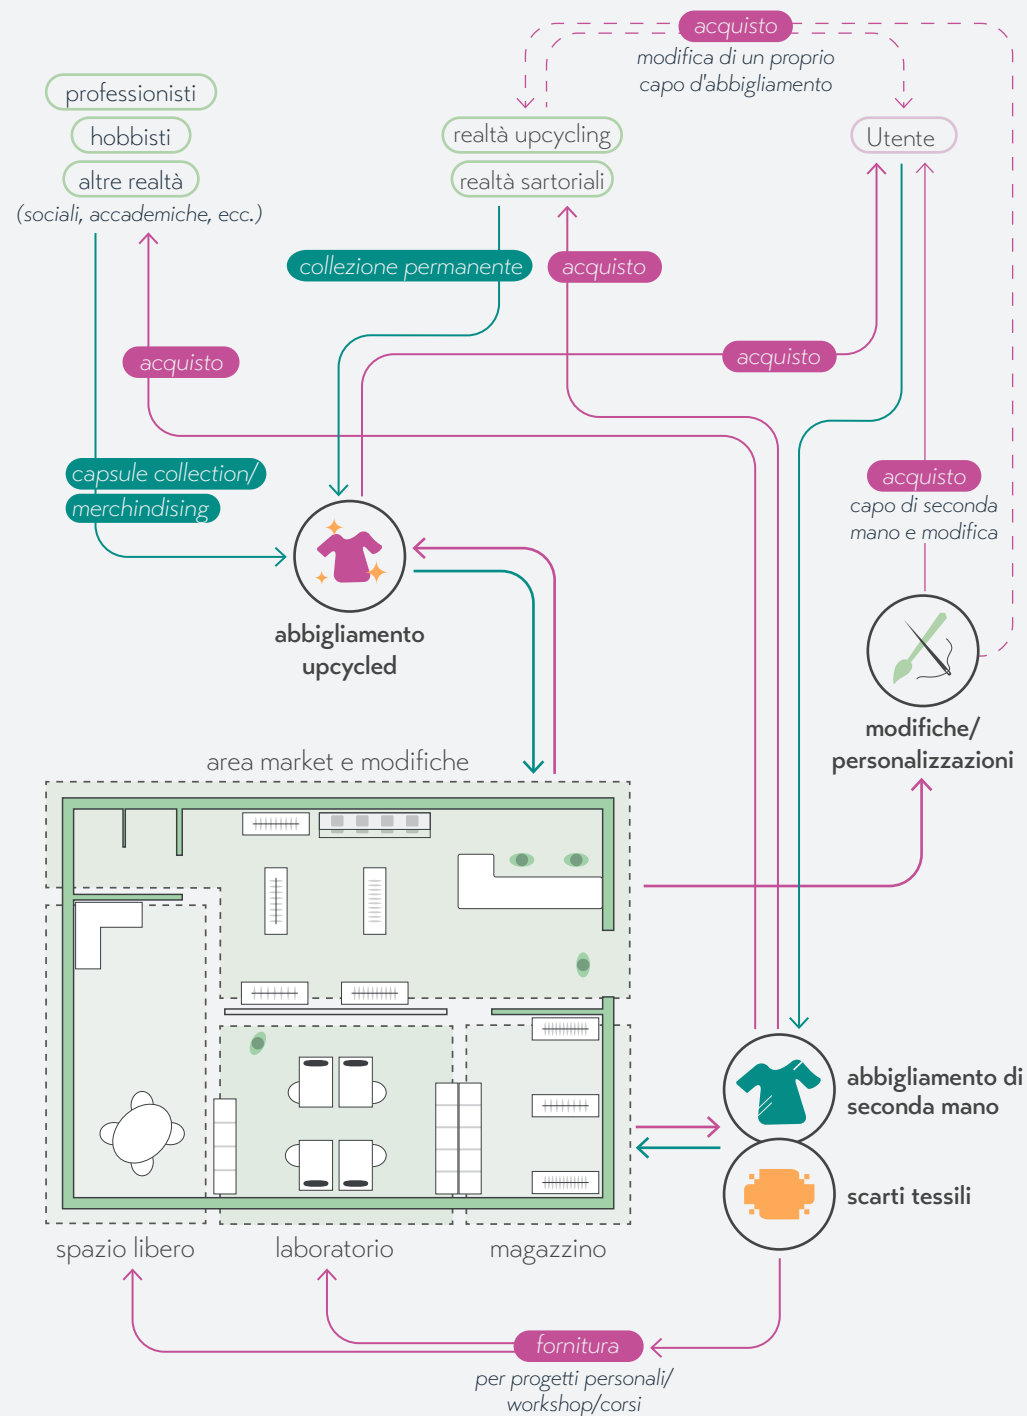 acquisto
modifica di un proprio
capo d'abbigliamento
professionisti
hobbisti
altre realtà
(sociali, accademiche, ecc.)
realtà upcycling
realtà sartoriali
Utente
collezione permanente
acquisto
acquisto
acquisto
capsule collection/
merchindising
acquisto
capo di seconda
mano e modifica
abbigliamento
upcycled
modifiche/
personalizzazioni
area market e modifiche
abbigliamento di
seconda mano
scarti tessili
spazio libero
laboratorio
magazzino
fornitura
per progetti personali/
workshop/corsi